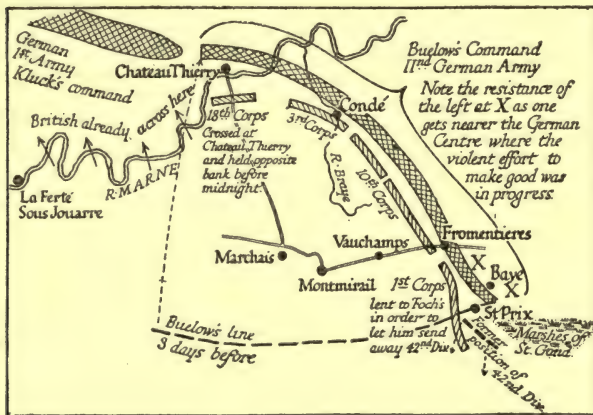 German
1st Army
Kluck's command
Chateau Thierry
British already
across here
La Ferté
Sous Jouarre
R. MARNE
18th Corps
Crossed at
Chateau Thierry
and held opposite
bank before
midnight.
3rd Corps
Condé
R. Braye
10th Corps
Buelow's Command
IInd German Army
Note the resistance of
the left at X as one
gets nearer the German
Centre where the
violent effort to
make good was
in progress.
Marchais
Vauchamps
Montmirail
Fromentières
X
Baye
X
St Prix
Marshes of
St. Gond.
1st Corps
lent to Foch's
in order to
let him send
away 42nd Div.
Former
position of
42nd Div.
Buelow's line
3 days before